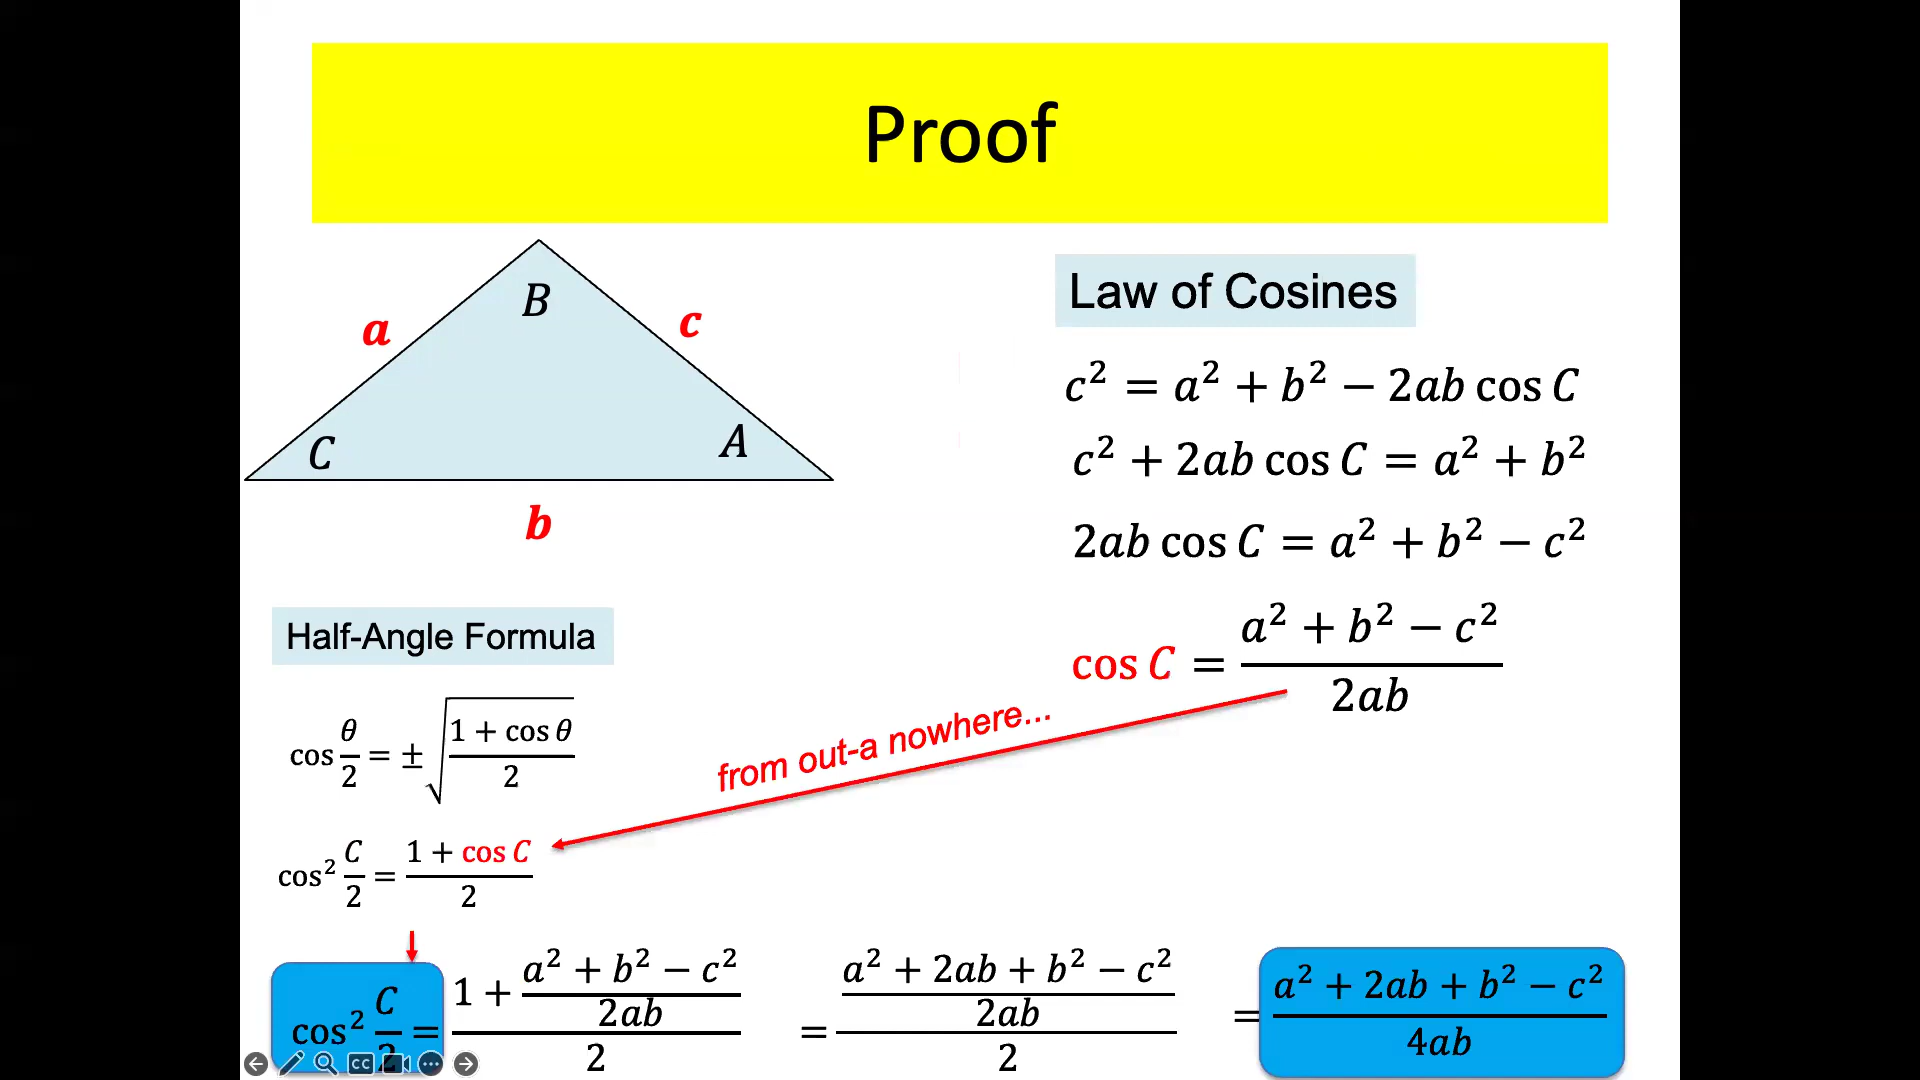 Proof
B
a
c
C
A
b
Law of Cosines
c² = a² + b² − 2ab cos C
c² + 2ab cos C = a² + b²
2ab cos C = a² + b² − c²
cos C = (a² + b² − c²)/(2ab)
from out-a nowhere...
Half-Angle Formula
cos θ/2 = ±√((1 + cos θ)/2)
cos² C/2 = (1 + cos C)/2
cos² C/2 = (1 + (a² + b² − c²)/(2ab))/2 = ((a² + 2ab + b² − c²)/(2ab))/2 = (a² + 2ab + b² − c²)/(4ab)
CC